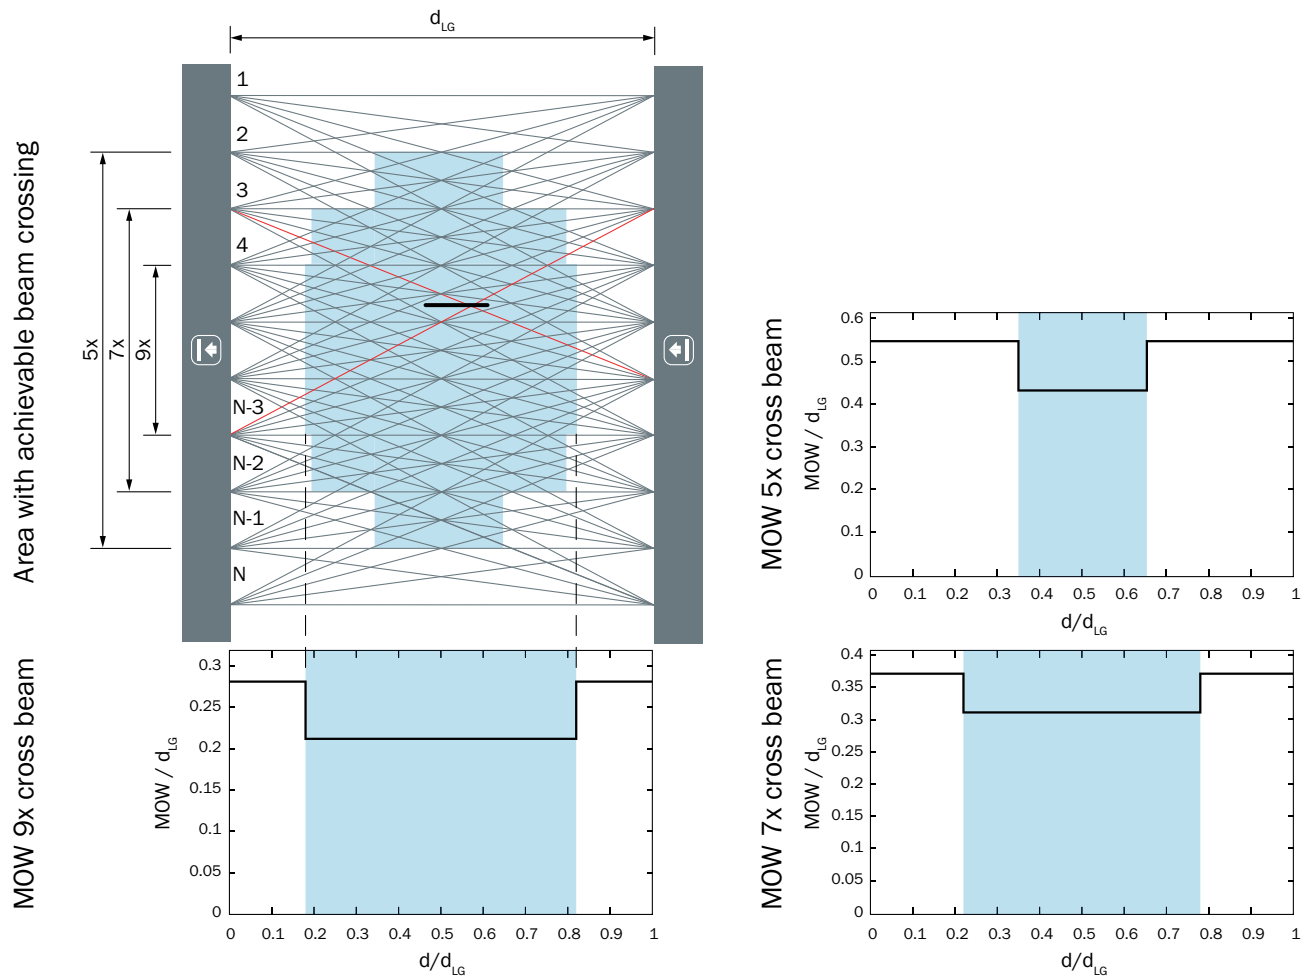 d_LG
Area with achievable beam crossing
5x
7x
9x
1
2
3
4
N-3
N-2
N-1
N
MOW 5x cross beam
MOW / d_LG
0.6
0.5
0.4
0.3
0.2
0.1
0
0 0.1 0.2 0.3 0.4 0.5 0.6 0.7 0.8 0.9 1
d/d_LG
MOW 9x cross beam
MOW / d_LG
0.3
0.25
0.2
0.15
0.1
0.05
0
0 0.1 0.2 0.3 0.4 0.5 0.6 0.7 0.8 0.9 1
d/d_LG
MOW 7x cross beam
MOW / d_LG
0.4
0.35
0.3
0.25
0.2
0.15
0.1
0.05
0
0 0.1 0.2 0.3 0.4 0.5 0.6 0.7 0.8 0.9 1
d/d_LG